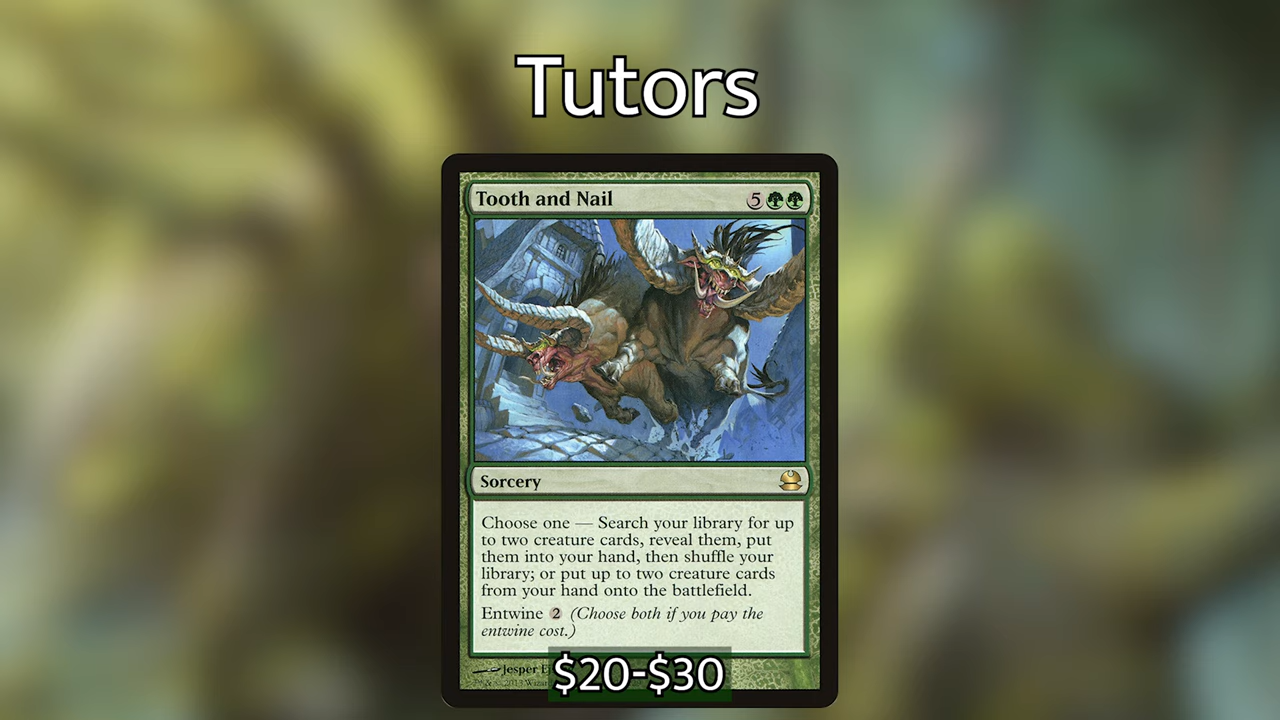 Tutors
Tooth and Nail 5
Sorcery
Choose one — Search your library for up
to two creature cards, reveal them, put
them into your hand, then shuffle your
library; or put up to two creature cards
from your hand onto the battlefield.
Entwine 2 (Choose both if you pay the
entwine cost.)
Jesper
$20-$30